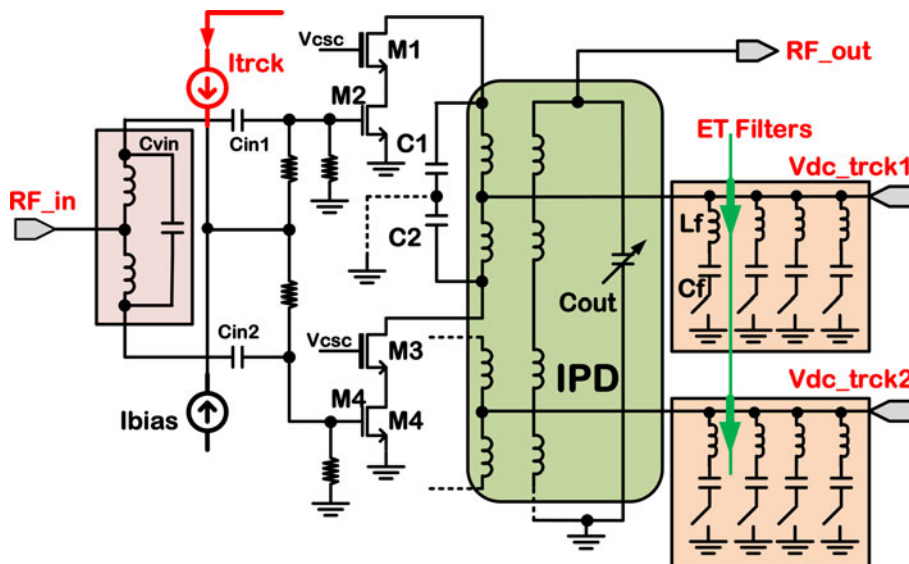 Vcsc
M1
Itrck
RF_out
M2
Cvin
Cin1
C1
ET Filters
Vdc_trck1
RF_in
C2
Lf
Cf
Cout
Cin2
Vcsc
M3
IPD
Vdc_trck2
M4
M4
Ibias